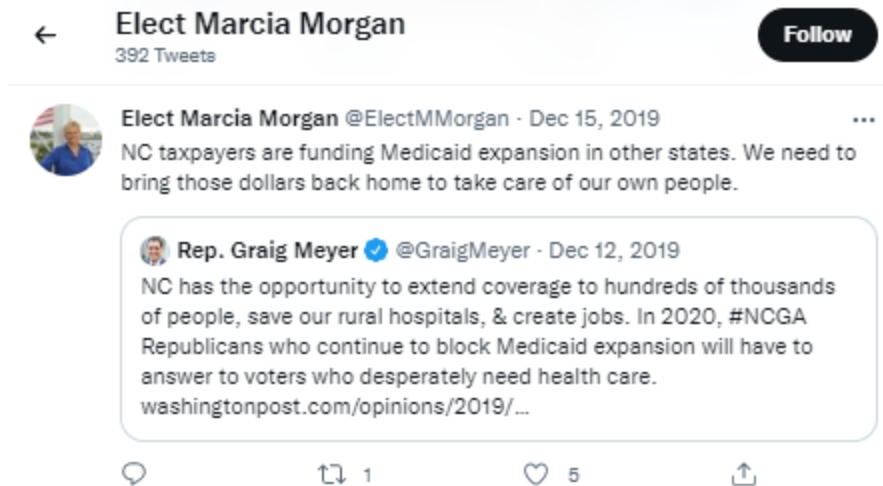 Elect Marcia Morgan
392 Tweets
Follow
Elect Marcia Morgan @ElectMMorgan · Dec 15, 2019
NC taxpayers are funding Medicaid expansion in other states. We need to
bring those dollars back home to take care of our own people.
Rep. Graig Meyer @GraigMeyer · Dec 12, 2019
NC has the opportunity to extend coverage to hundreds of thousands
of people, save our rural hospitals, & create jobs. In 2020, #NCGA
Republicans who continue to block Medicaid expansion will have to
answer to voters who desperately need health care.
washingtonpost.com/opinions/2019/...
1 5